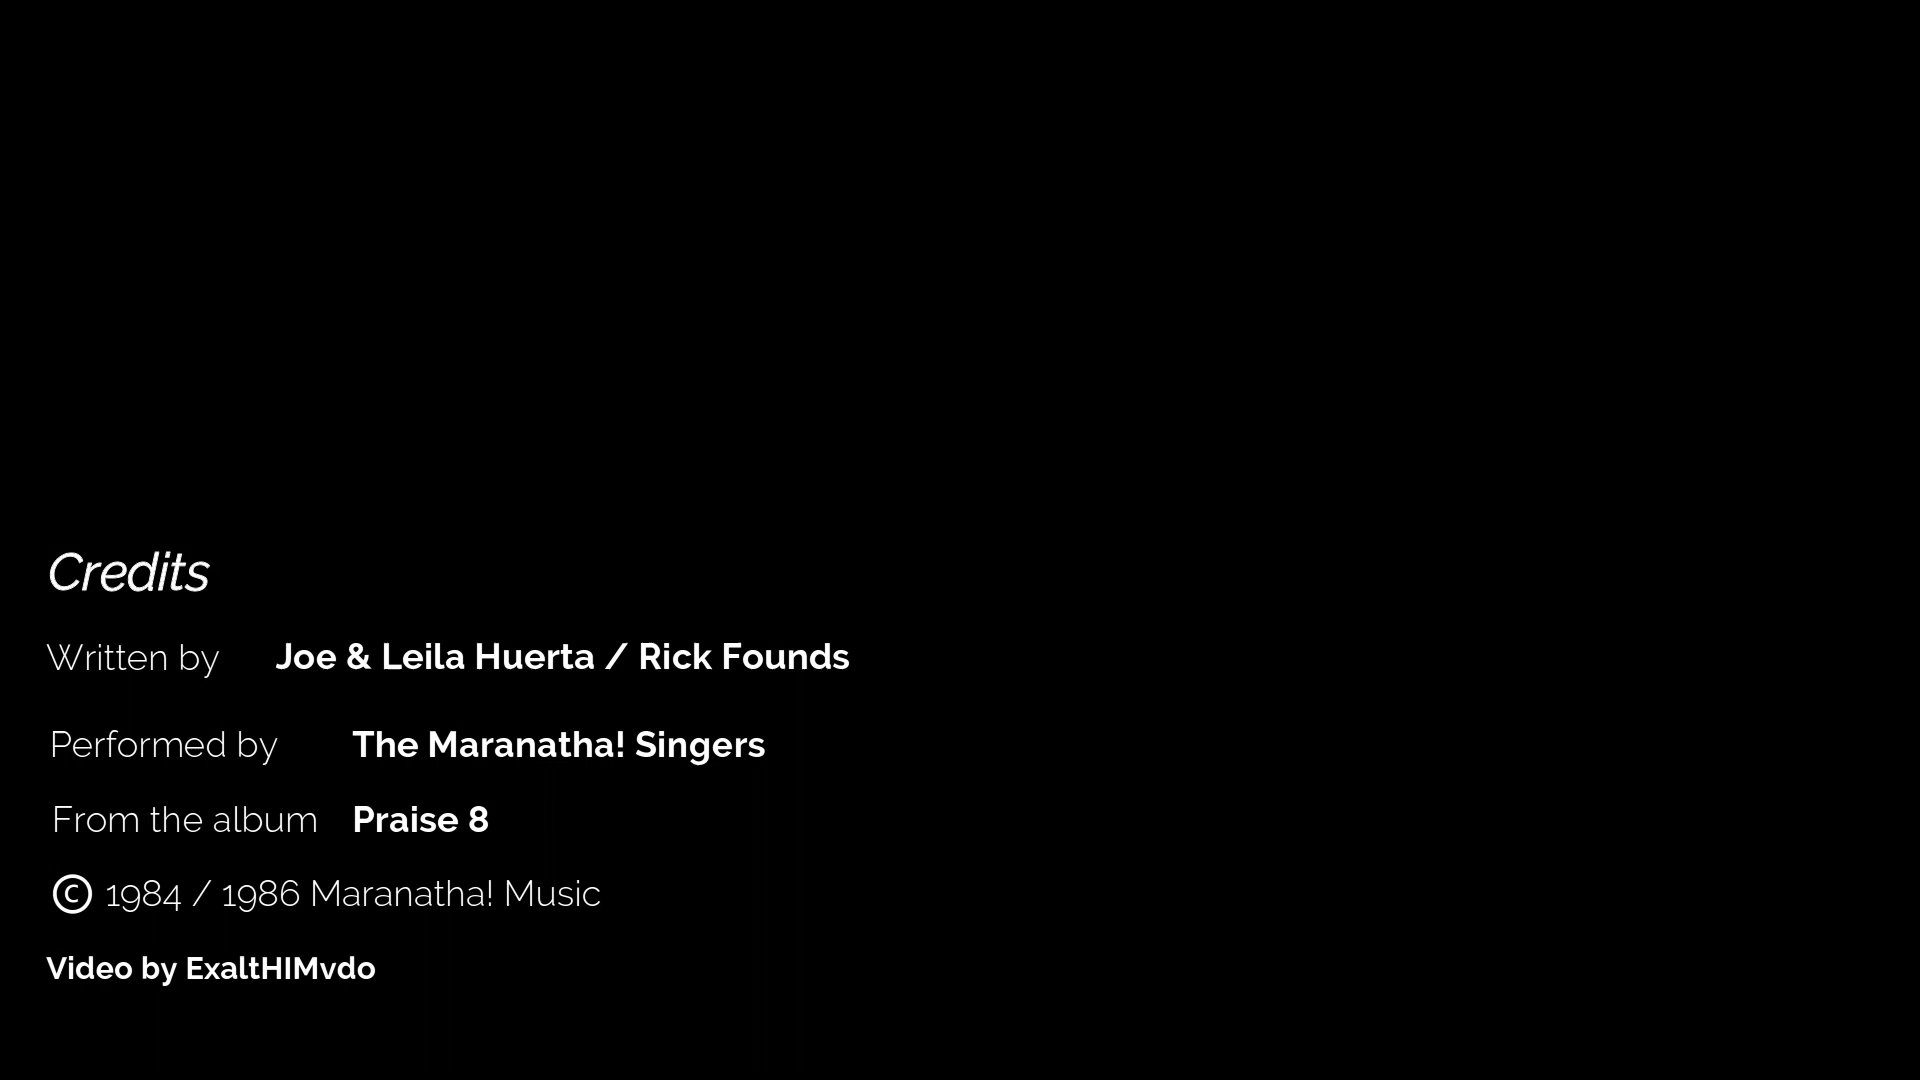 Credits
Written by Joe & Leila Huerta / Rick Founds
Performed by The Maranatha! Singers
From the album Praise 8
© 1984 / 1986 Maranatha! Music
Video by ExaltHIMvdo